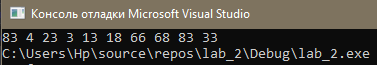 Консоль отладки Microsoft Visual Studio
83 4 23 3 13 18 66 68 83 33
C:\Users\Hp\source\repos\lab_2\Debug\lab_2.exe